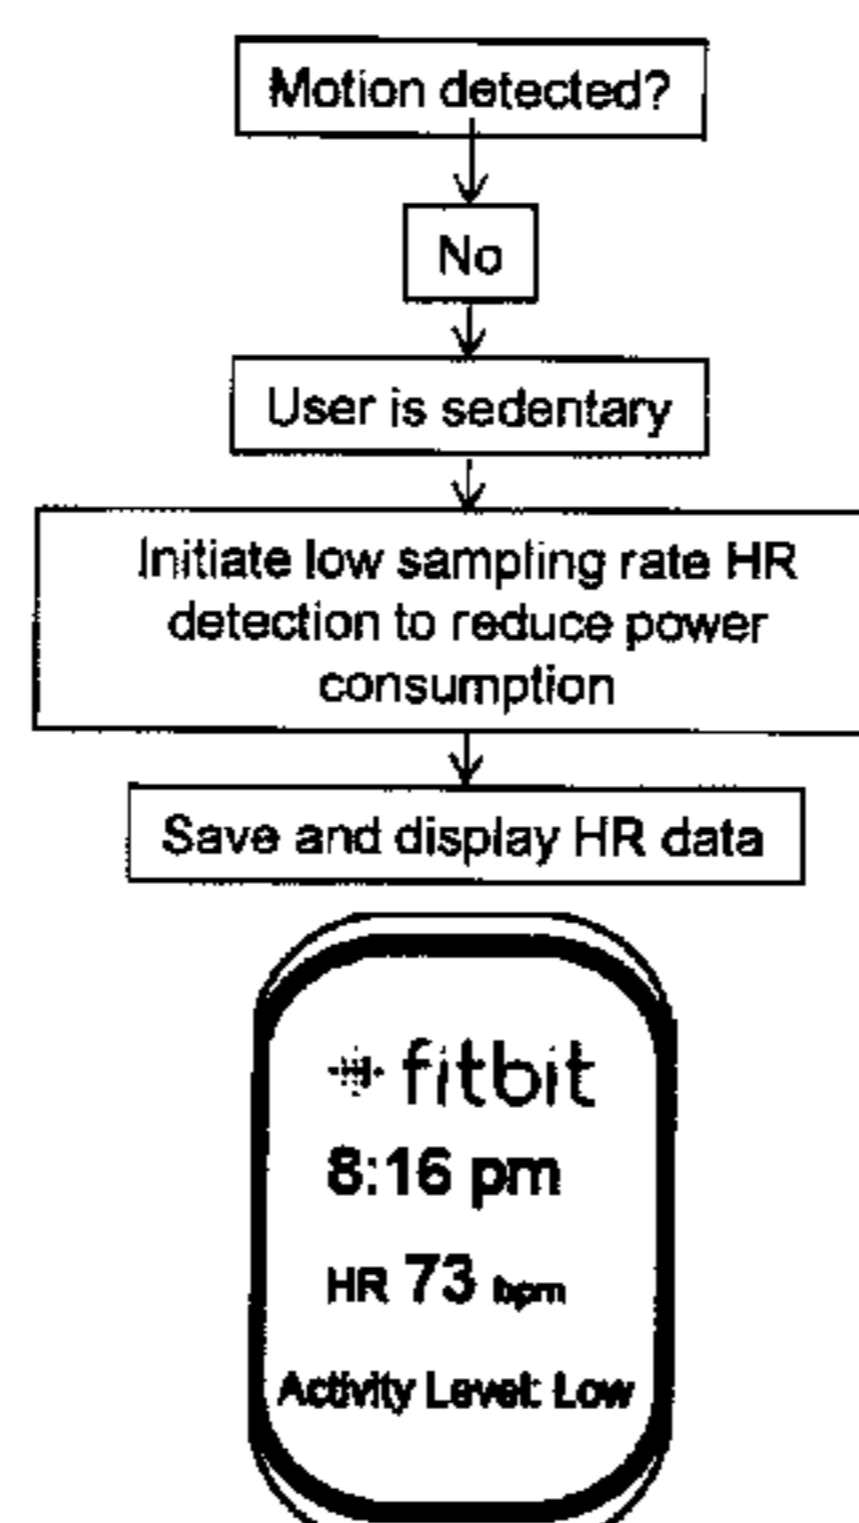 Motion detected?
No
User is sedentary
Initiate low sampling rate HR
detection to reduce power
consumption
Save and display HR data
fitbit
8:16 pm
HR 73 bpm
Activity Level: Low